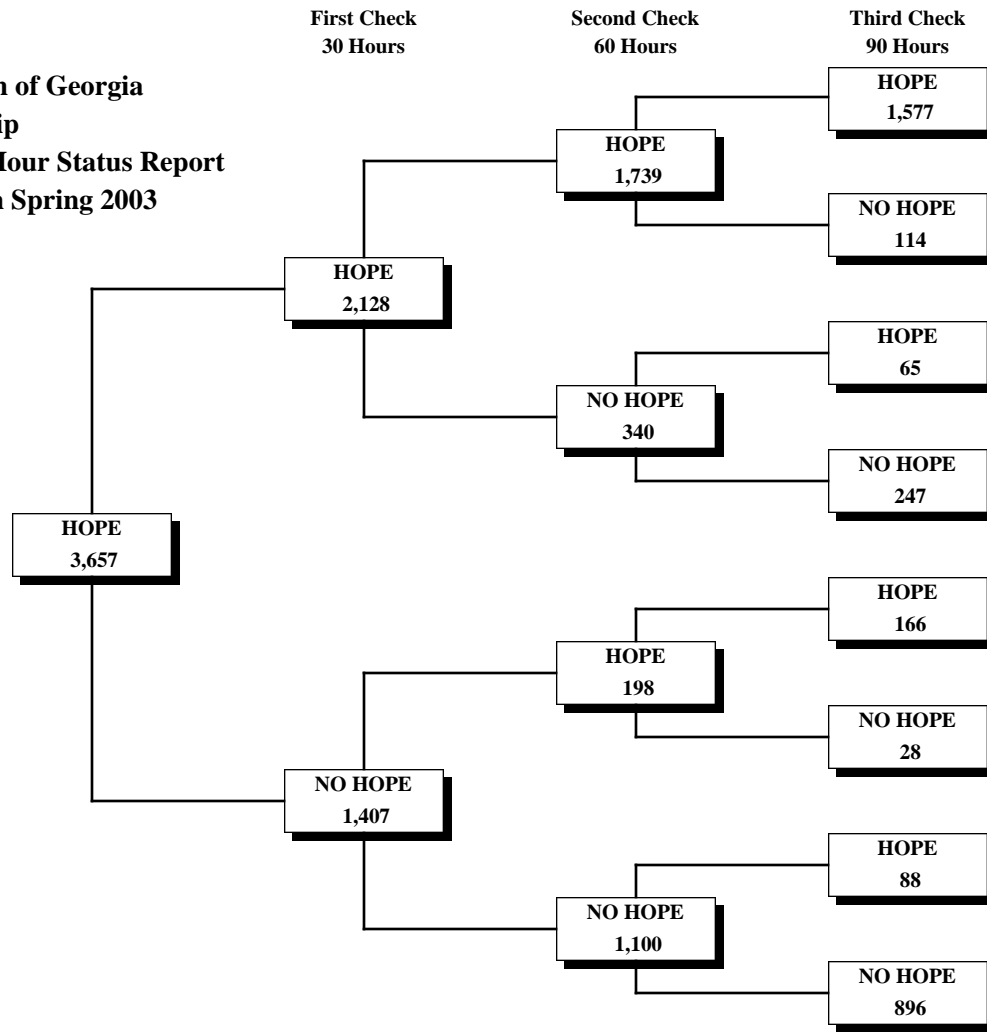 First Check
30 Hours
Second Check
60 Hours
Third Check
90 Hours
of Georgia
Hour Status Report
Spring 2003
HOPE
1,577
HOPE
1,739
NO HOPE
114
HOPE
2,128
HOPE
65
NO HOPE
340
NO HOPE
247
HOPE
3,657
HOPE
166
HOPE
198
NO HOPE
28
NO HOPE
1,407
HOPE
88
NO HOPE
1,100
NO HOPE
896